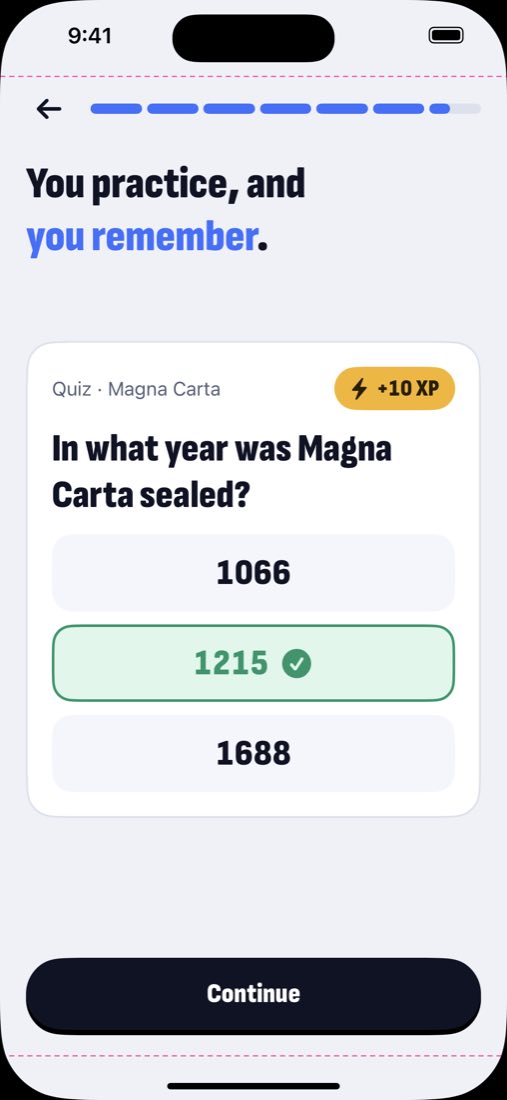 9:41
You practice, and
you remember.
Quiz · Magna Carta
+10 XP
In what year was Magna
Carta sealed?
1066
1215
1688
Continue